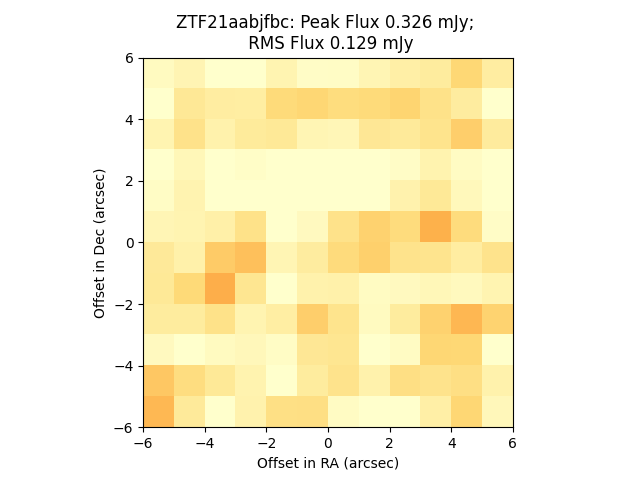 ZTF21aabjfbc: Peak Flux 0.326 mJy;
RMS Flux 0.129 mJy
6
4
2
0
−2
−4
−6
Offset in Dec (arcsec)
−6 −4 −2 0 2 4 6
Offset in RA (arcsec)